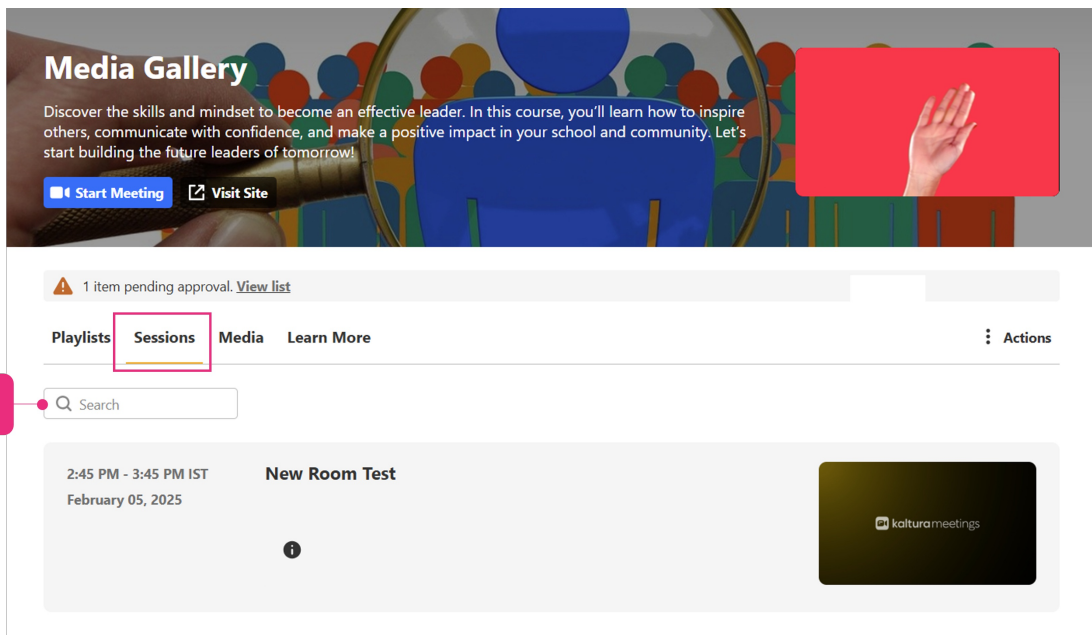 Media Gallery
Discover the skills and mindset to become an effective leader. In this course, you'll learn how to inspire
others, communicate with confidence, and make a positive impact in your school and community. Let's
start building the future leaders of tomorrow!
Start Meeting Visit Site
1 item pending approval. View list
Playlists Sessions Media Learn More Actions
Search
2:45 PM - 3:45 PM IST New Room Test
February 05, 2025
kaltura meetings